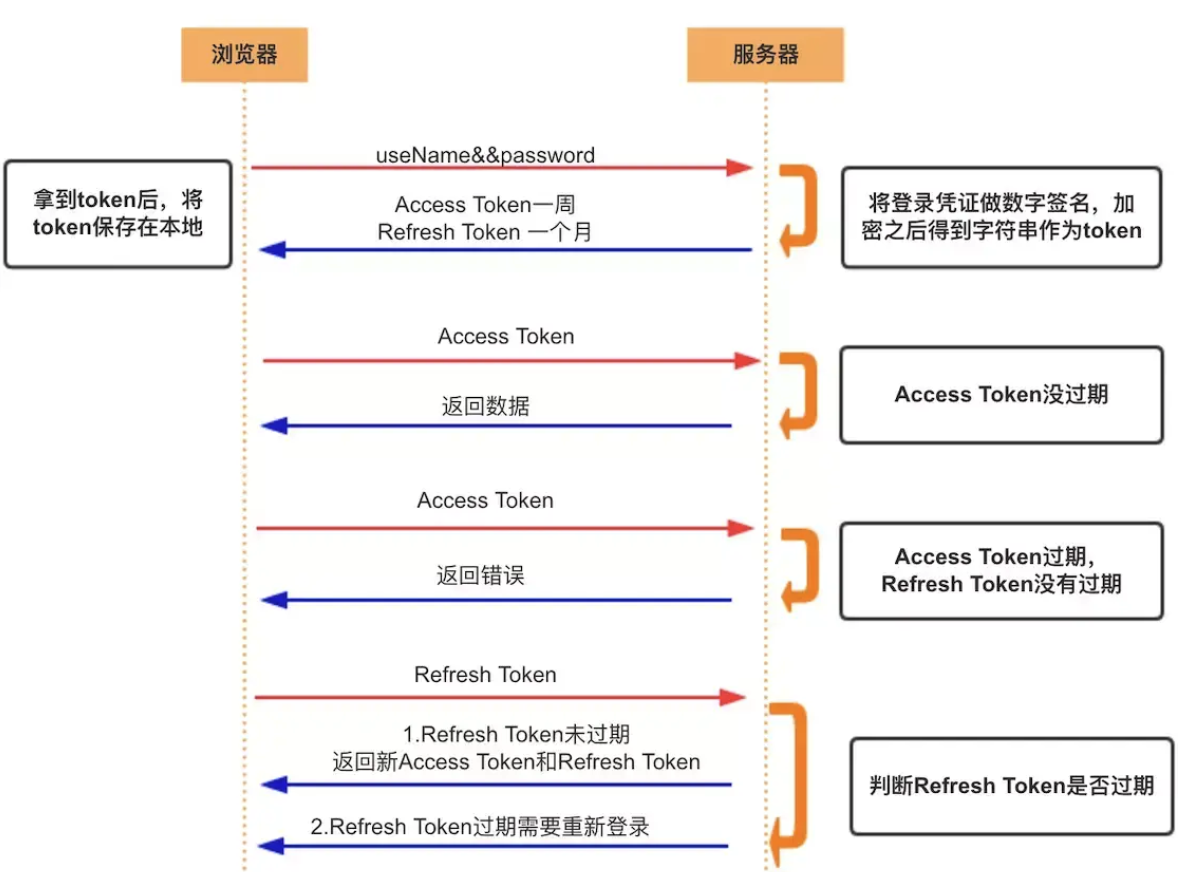 浏览器
服务器
useName&&password
拿到token后，将
token保存在本地
Access Token一周
Refresh Token 一个月
将登录凭证做数字签名，加
密之后得到字符串作为token
Access Token
返回数据
Access Token没过期
Access Token
返回错误
Access Token过期，
Refresh Token没有过期
Refresh Token
1.Refresh Token未过期
返回新Access Token和Refresh Token
判断Refresh Token是否过期
2.Refresh Token过期需要重新登录